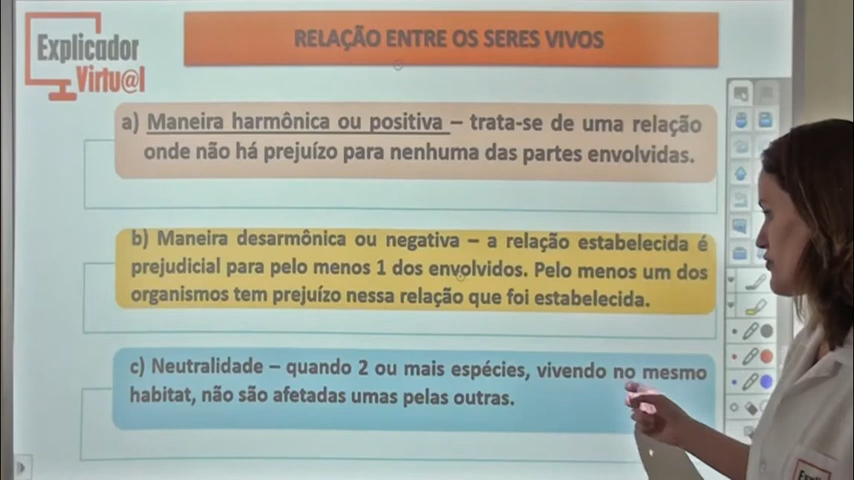 Explicador
Virtu@l
RELAÇÃO ENTRE OS SERES VIVOS
a) Maneira harmônica ou positiva – trata-se de uma relação
onde não há prejuízo para nenhuma das partes envolvidas.
b) Maneira desarmônica ou negativa – a relação estabelecida é
prejudicial para pelo menos 1 dos envolvidos. Pelo menos um dos
organismos tem prejuízo nessa relação que foi estabelecida.
c) Neutralidade – quando 2 ou mais espécies, vivendo no mesmo
habitat, não são afetadas umas pelas outras.